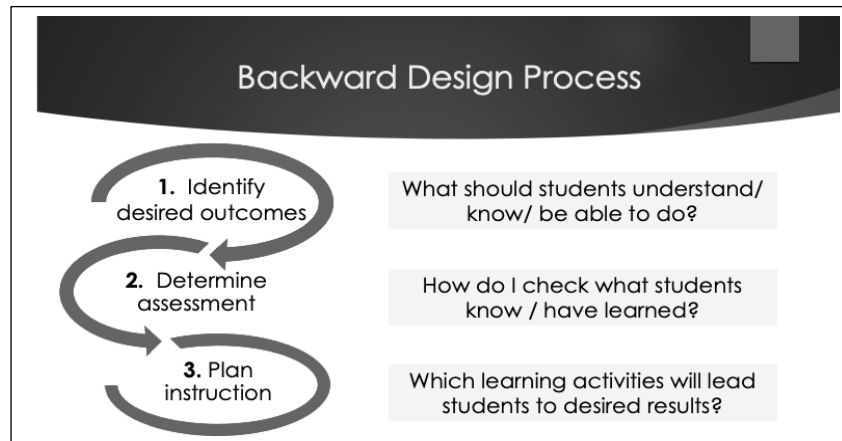 Backward Design Process
1. Identify
desired outcomes
What should students understand/
know/ be able to do?
2. Determine
assessment
How do I check what students
know / have learned?
3. Plan
instruction
Which learning activities will lead
students to desired results?